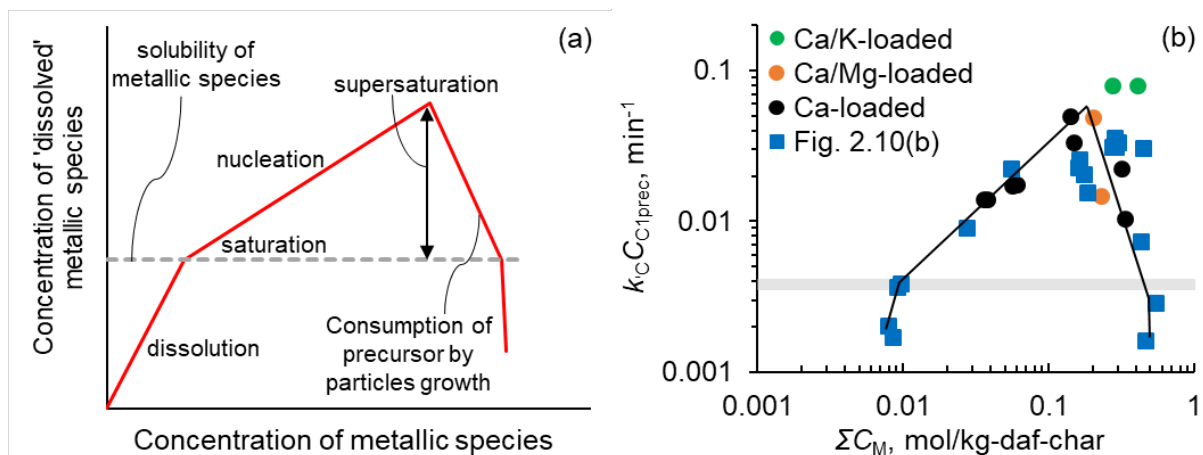 (a)
solubility of
metallic species
supersaturation
nucleation
saturation
dissolution
Consumption of
precursor by
particles growth
Concentration of 'dissolved'
metallic species
Concentration of metallic species
(b)
Ca/K-loaded
Ca/Mg-loaded
Ca-loaded
Fig. 2.10(b)
0.1
0.01
0.001
k'CCC1prec, min-1
0.001 0.01 0.1 1
ΣCM, mol/kg-daf-char